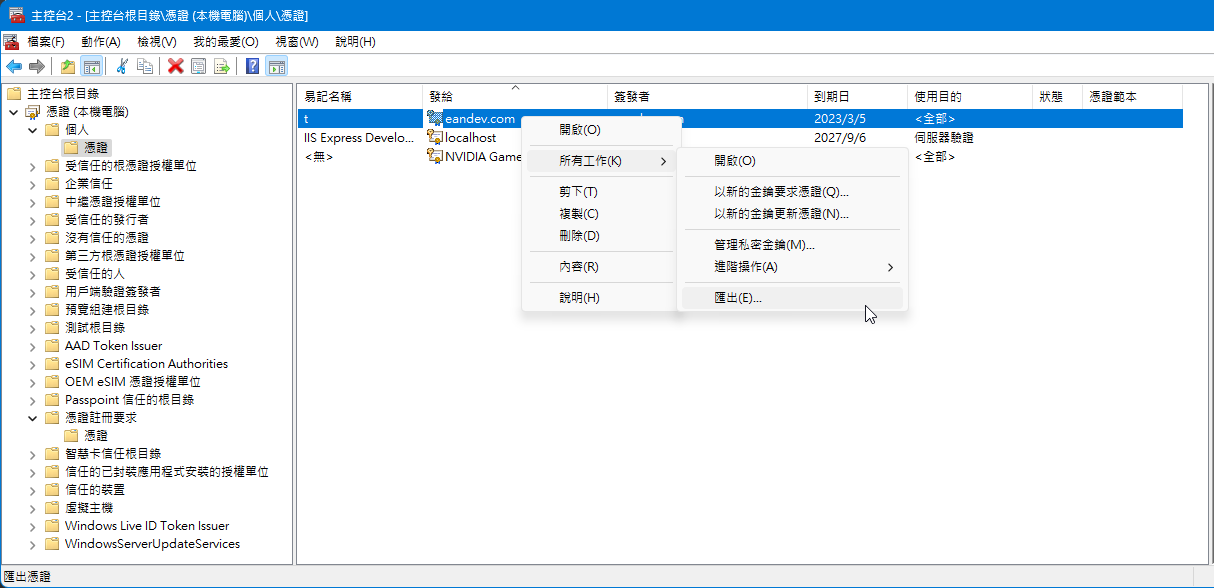 主控台2 - [主控台根目錄\憑證 (本機電腦)\個人\憑證]
檔案(F) 動作(A) 檢視(V) 我的最愛(O) 視窗(W) 說明(H)
主控台根目錄
憑證 (本機電腦)
個人
憑證
受信任的根憑證授權單位
企業信任
中繼憑證授權單位
受信任的發行者
沒有信任的憑證
第三方根憑證授權單位
受信任的人
用戶端驗證簽發者
預覽組建根目錄
測試根目錄
AAD Token Issuer
eSIM Certification Authorities
OEM eSIM 憑證授權單位
Passpoint 信任的根目錄
憑證註冊要求
憑證
智慧卡信任根目錄
信任的已封裝應用程式安裝的授權單位
信任的裝置
虛擬主機
Windows Live ID Token Issuer
WindowsServerUpdateServices
易記名稱 發給 簽發者 到期日 使用目的 狀態 憑證範本
t eandev.com 2023/3/5 <全部>
IIS Express Develo... localhost 2027/9/6 伺服器驗證
<無> NVIDIA Game <全部>
開啟(O)
所有工作(K)
剪下(T)
複製(C)
刪除(D)
內容(R)
說明(H)
開啟(O)
以新的金鑰要求憑證(Q)...
以新的金鑰更新憑證(N)...
管理私密金鑰(M)...
進階操作(A)
匯出(E)...
匯出憑證